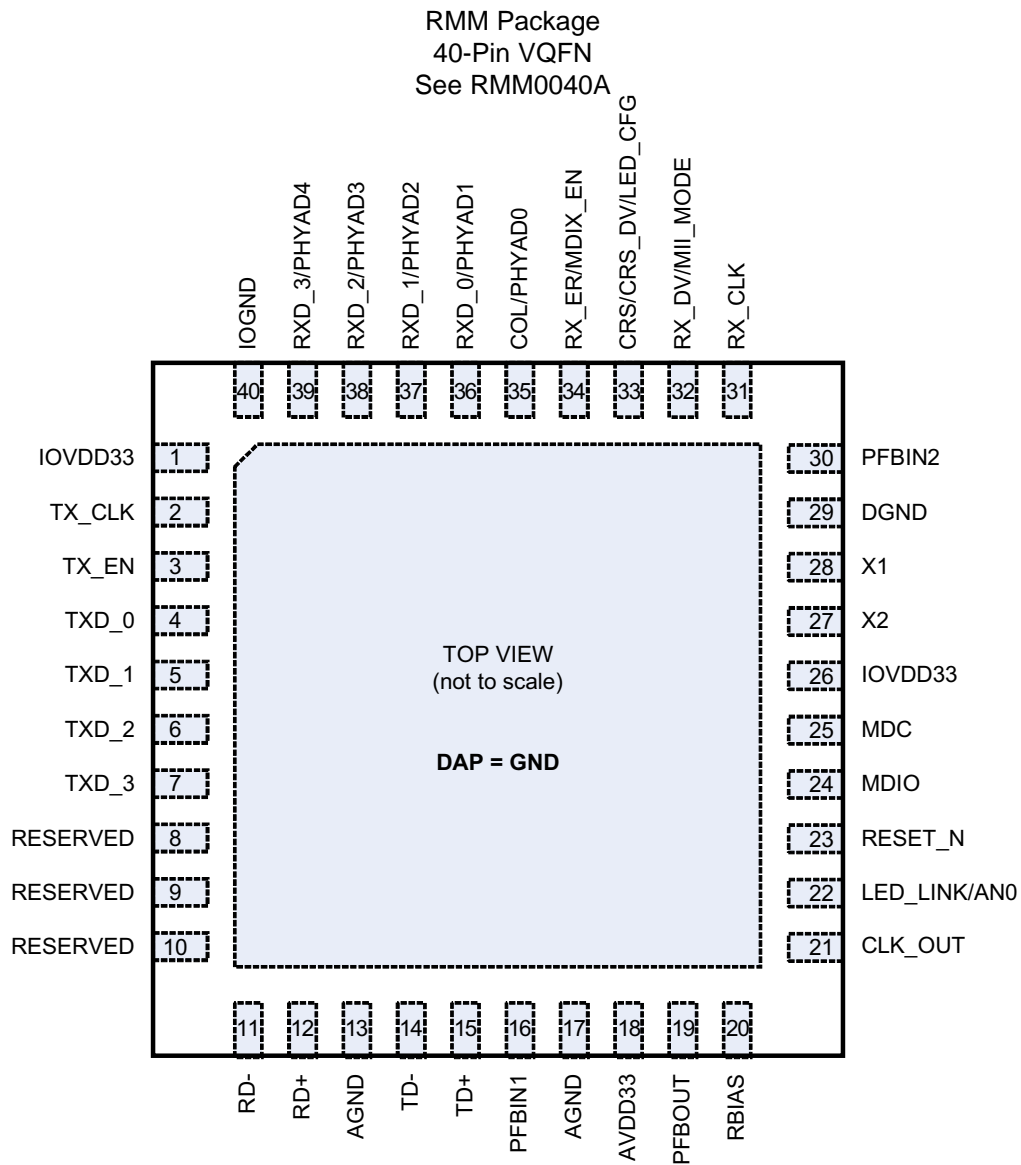 RMM Package
40-Pin VQFN
See RMM0040A
IOGND
RXD_3/PHYAD4
RXD_2/PHYAD3
RXD_1/PHYAD2
RXD_0/PHYAD1
COL/PHYAD0
RX_ER/MDIX_EN
CRS/CRS_DV/LED_CFG
RX_DV/MII_MODE
RX_CLK
40 39 38 37 36 35 34 33 32 31
IOVDD33 1
TX_CLK 2
TX_EN 3
TXD_0 4
TXD_1 5
TXD_2 6
TXD_3 7
RESERVED 8
RESERVED 9
RESERVED 10
TOP VIEW
(not to scale)
DAP = GND
30 PFBIN2
29 DGND
28 X1
27 X2
26 IOVDD33
25 MDC
24 MDIO
23 RESET_N
22 LED_LINK/AN0
21 CLK_OUT
11 12 13 14 15 16 17 18 19 20
RD-
RD+
AGND
TD-
TD+
PFBIN1
AGND
AVDD33
PFBOUT
RBIAS